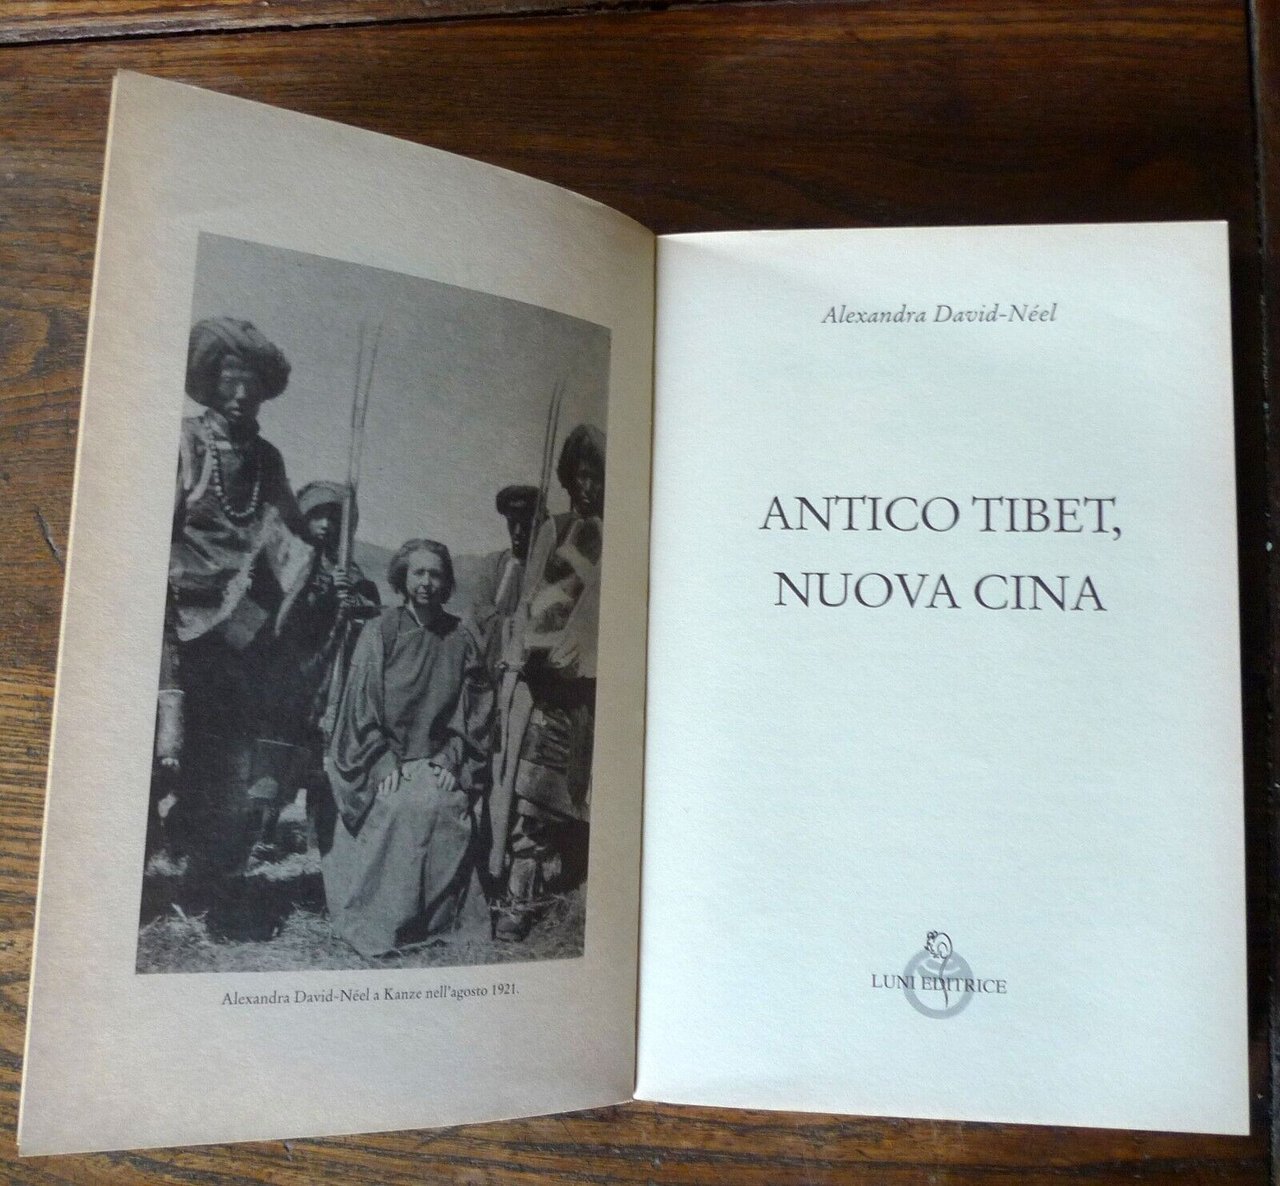 Alexandra David-Néel a Kanze nell'agosto 1921.
Alexandra David-Néel
ANTICO TIBET,
NUOVA CINA
LUNI EDITRICE